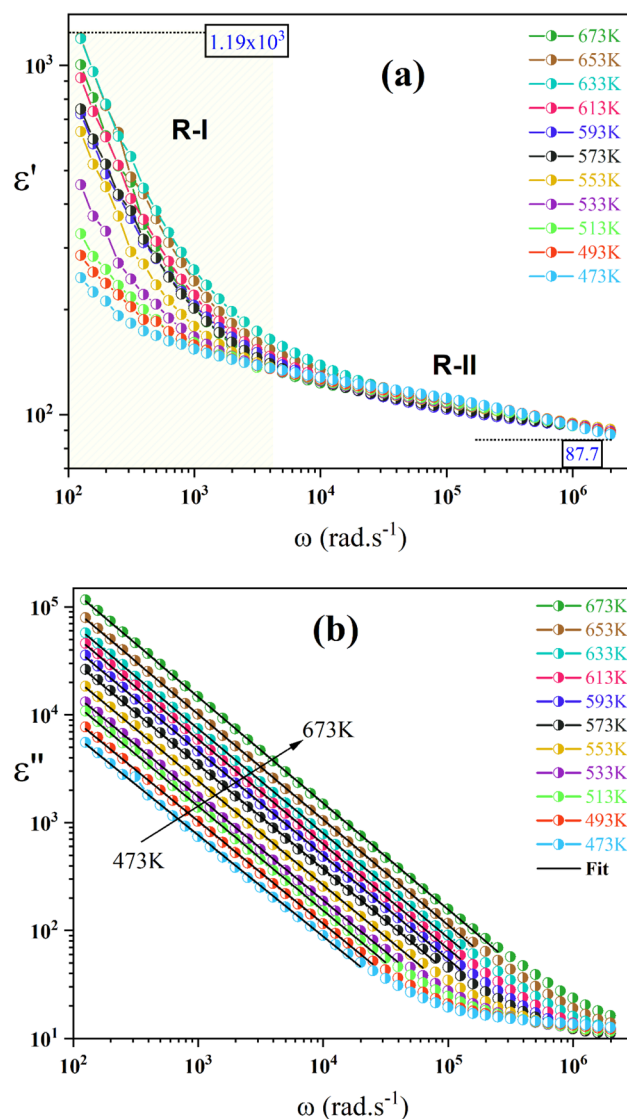 1.19x10³
(a)
R-I
673K
653K
633K
613K
593K
573K
553K
533K
513K
493K
473K
10³
ε'
R-II
10²
87.7
10² 10³ 10⁴ 10⁵ 10⁶
ω (rad.s⁻¹)
(b)
673K
653K
633K
613K
593K
573K
553K
533K
513K
493K
473K
Fit
10⁵
10⁴
ε"
10³
10²
10¹
673K
473K
10² 10³ 10⁴ 10⁵ 10⁶
ω (rad.s⁻¹)